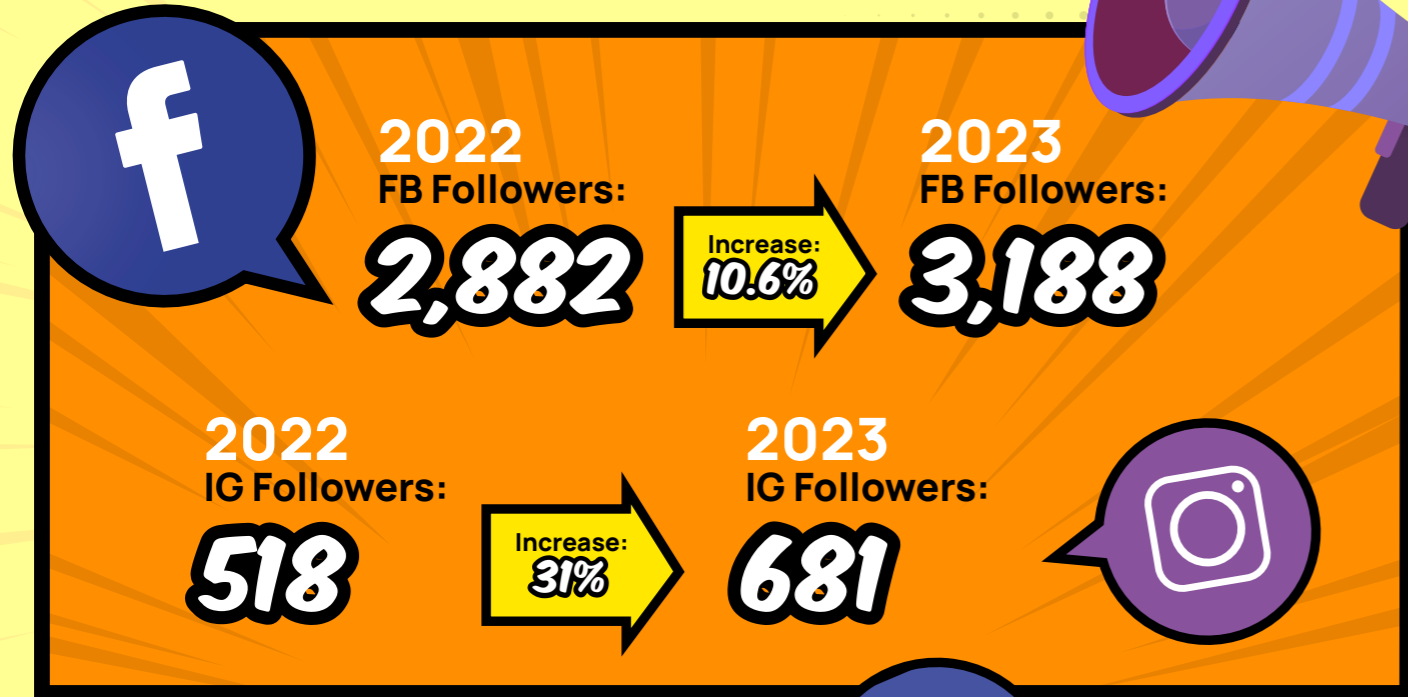 2022
FB Followers:
2,882
Increase:
10.6%
2023
FB Followers:
3,188
2022
IG Followers:
518
Increase:
31%
2023
IG Followers:
681